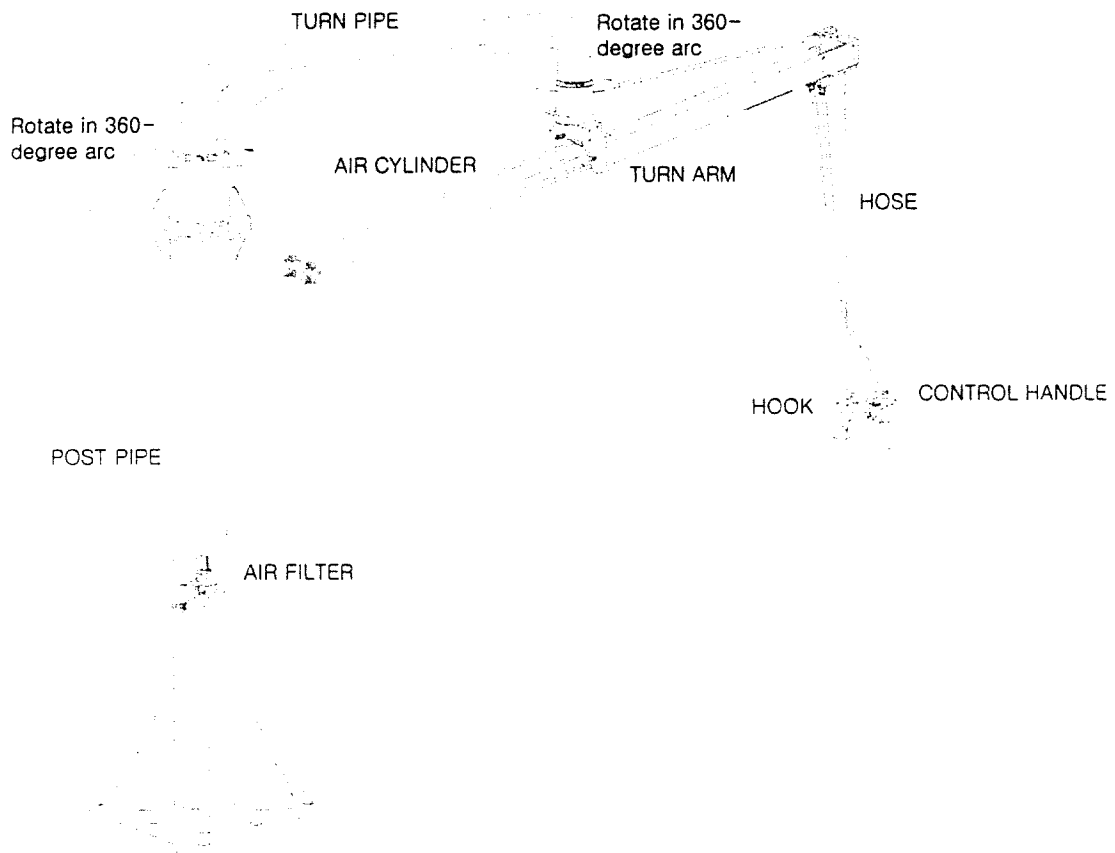 TURN PIPE
Rotate in 360-
degree arc
Rotate in 360-
degree arc
AIR CYLINDER
TURN ARM
HOSE
HOOK
CONTROL HANDLE
POST PIPE
AIR FILTER